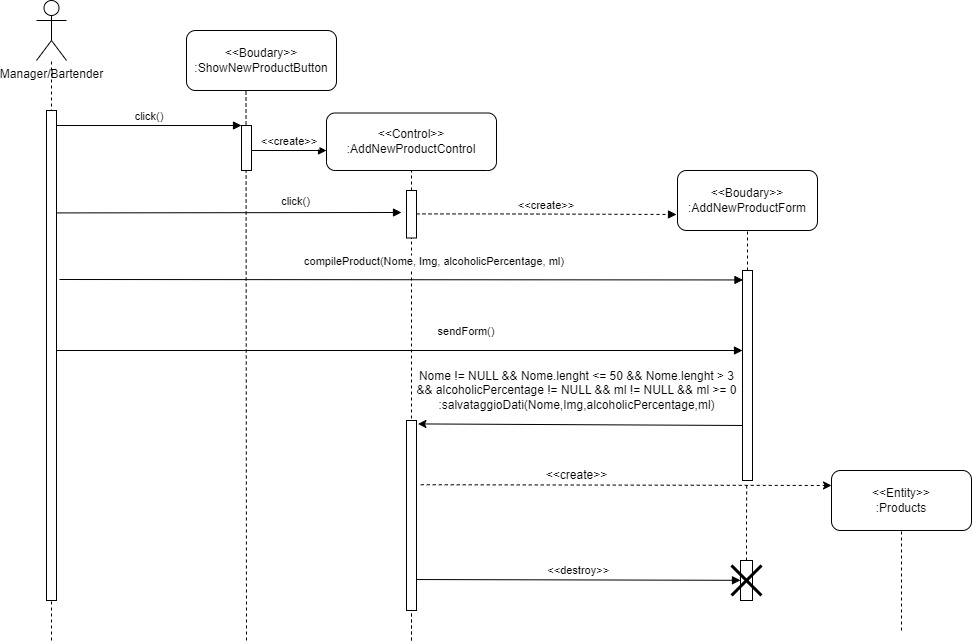 Manager/Bartender
<<Boudary>>
:ShowNewProductButton
click()
<<create>>
<<Control>>
:AddNewProductControl
click()
<<create>>
<<Boudary>>
:AddNewProductForm
compileProduct(Nome, Img, alcoholicPercentage, ml)
sendForm()
Nome != NULL && Nome.lenght <= 50 && Nome.lenght > 3
&& alcoholicPercentage != NULL && ml != NULL && ml >= 0
:salvataggioDati(Nome,Img,alcoholicPercentage,ml)
<<create>>
<<Entity>>
:Products
<<destroy>>